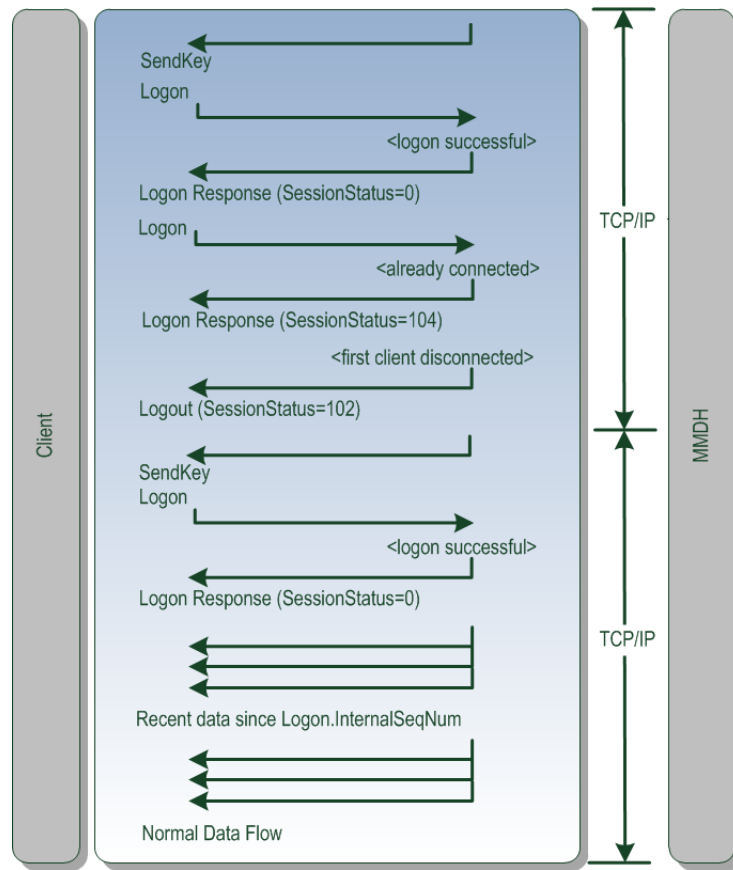 SendKey
Logon
<logon successful>
Logon Response (SessionStatus=0)
Logon
<already connected>
Logon Response (SessionStatus=104)
<first client disconnected>
Logout (SessionStatus=102)
SendKey
Logon
<logon successful>
Logon Response (SessionStatus=0)
Recent data since Logon.InternalSeqNum
Normal Data Flow
Client
TCP/IP
TCP/IP
MMDH